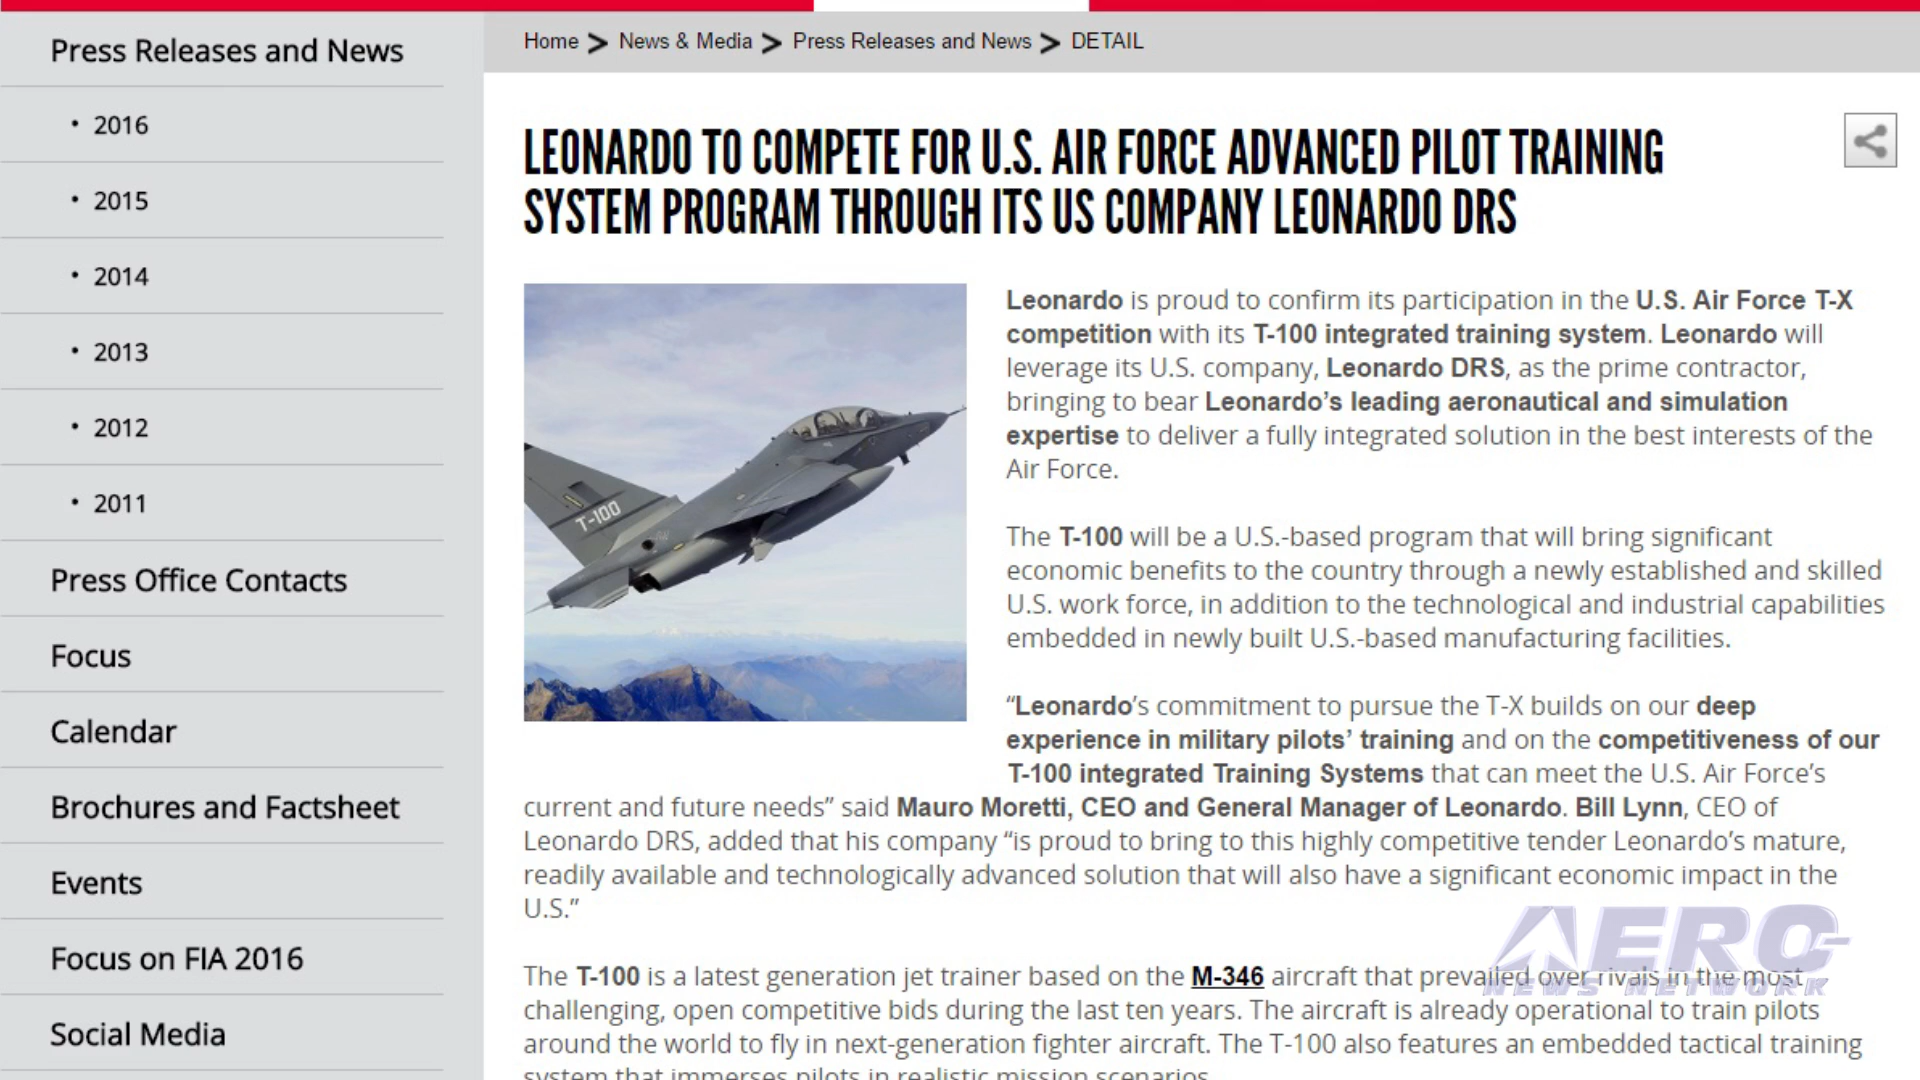 Press Releases and News
• 2016
• 2015
• 2014
• 2013
• 2012
• 2011
Press Office Contacts
Focus
Calendar
Brochures and Factsheet
Events
Focus on FIA 2016
Social Media
Home > News & Media > Press Releases and News > DETAIL
LEONARDO TO COMPETE FOR U.S. AIR FORCE ADVANCED PILOT TRAINING
SYSTEM PROGRAM THROUGH ITS US COMPANY LEONARDO DRS
T-100
Leonardo is proud to confirm its participation in the U.S. Air Force T-X
competition with its T-100 integrated training system. Leonardo will
leverage its U.S. company, Leonardo DRS, as the prime contractor,
bringing to bear Leonardo’s leading aeronautical and simulation
expertise to deliver a fully integrated solution in the best interests of the
Air Force.
The T-100 will be a U.S.-based program that will bring significant
economic benefits to the country through a newly established and skilled
U.S. work force, in addition to the technological and industrial capabilities
embedded in newly built U.S.-based manufacturing facilities.
“Leonardo’s commitment to pursue the T-X builds on our deep
experience in military pilots’ training and on the competitiveness of our
T-100 integrated Training Systems that can meet the U.S. Air Force’s
current and future needs” said Mauro Moretti, CEO and General Manager of Leonardo. Bill Lynn, CEO of
Leonardo DRS, added that his company “is proud to bring to this highly competitive tender Leonardo’s mature,
readily available and technologically advanced solution that will also have a significant economic impact in the
U.S.”
The T-100 is a latest generation jet trainer based on the M-346 aircraft that prevailed over rivals in the most
challenging, open competitive bids during the last ten years. The aircraft is already operational to train pilots
around the world to fly in next-generation fighter aircraft. The T-100 also features an embedded tactical training
system that immerses pilots in realistic mission scenarios.
AERO-
NEWS NETWORK